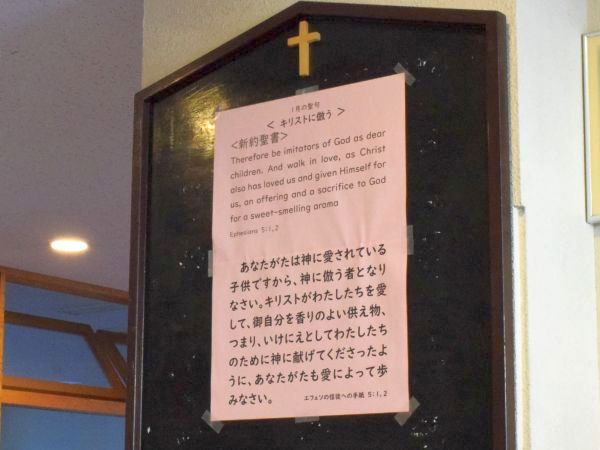 1月の聖句
< キリストに倣う >
<新約聖書>
Therefore be imitators of God as dear
children. And walk in love, as Christ
also has loved us and given Himself for
us, an offering and a sacrifice to God
for a sweet-smelling aroma
Ephesians 5:1,2
あなたがたは神に愛されている
子供ですから、神に倣う者となり
なさい。キリストがわたしたちを愛
して、御自分を香りのよい供え物、
つまり、いけにえとしてわたしたち
のために神に献げてくださったよ
うに、あなたがたも愛によって歩
みなさい。
エフェソの信徒への手紙 5:1,2